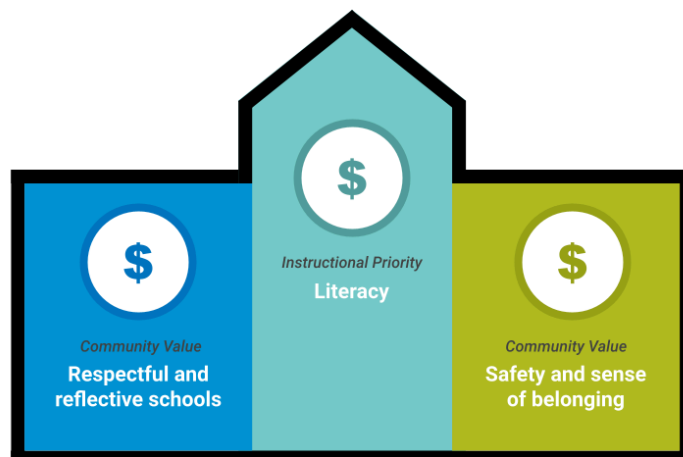 $
Instructional Priority
Literacy
$
Community Value
Respectful and
reflective schools
$
Community Value
Safety and sense
of belonging